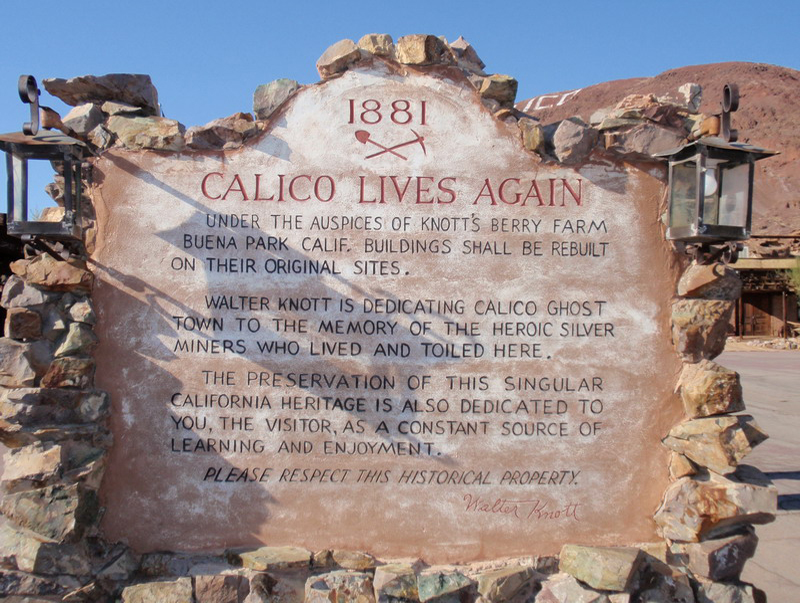 1881
CALICO LIVES AGAIN
UNDER THE AUSPICES OF KNOTT'S BERRY FARM
BUENA PARK CALIF. BUILDINGS SHALL BE REBUILT
ON THEIR ORIGINAL SITES.
WALTER KNOTT IS DEDICATING CALICO GHOST
TOWN TO THE MEMORY OF THE HEROIC SILVER
MINERS WHO LIVED AND TOILED HERE.
THE PRESERVATION OF THIS SINGULAR
CALIFORNIA HERITAGE IS ALSO DEDICATED TO
YOU, THE VISITOR, AS A CONSTANT SOURCE OF
LEARNING AND ENJOYMENT.
PLEASE RESPECT THIS HISTORICAL PROPERTY.
Walter Knott